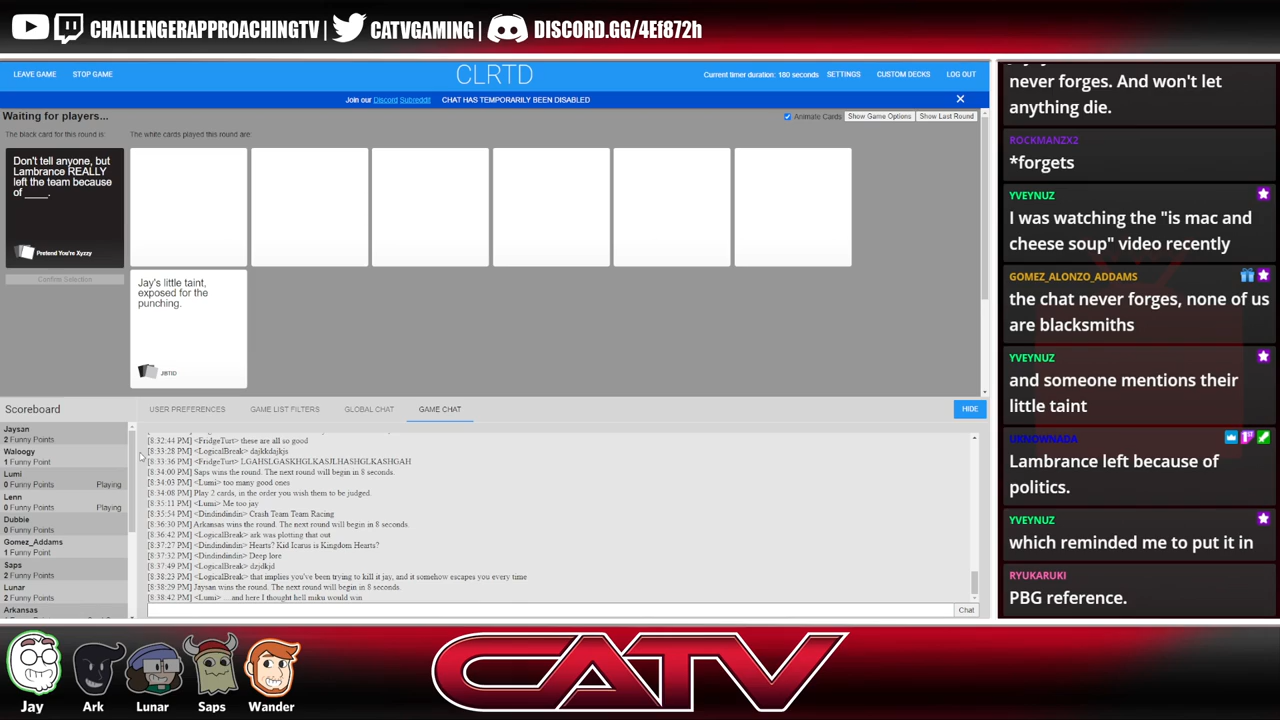 CHALLENGERAPPROACHINGTV | CATVGAMING | DISCORD.GG/4Ef872h
LEAVE GAME STOP GAME CLRTD Current timer duration: 180 seconds SETTINGS CUSTOM DECKS LOG OUT
Join our Discord Subreddit CHAT HAS TEMPORARILY BEEN DISABLED
Waiting for players... Animate Cards Show Game Options Show Last Round
The black card for this round is: The white cards played this round are:
Don't tell anyone, but
Lambrance REALLY
left the team because
of ____.
Pretend You're Xyzzy
Confirm Selection
Jay's little taint,
exposed for the
punching.
JBTID
Scoreboard
USER PREFERENCES GAME LIST FILTERS GLOBAL CHAT GAME CHAT HIDE
Jaysan
2 Funny Points
Waloogy
1 Funny Point
Lumi
0 Funny Points Playing
Lenn
0 Funny Points Playing
Dubbie
0 Funny Points
Gomez_Addams
1 Funny Point
Saps
2 Funny Points
Lunar
2 Funny Points
Arkansas
[8:32:44 PM] <FridgeTurt> these are all so good
[8:33:28 PM] <LogicalBreak> dajkkdajkjs
[8:33:36 PM] <FridgeTurt> LGAHSLGASKHGLKASJLHASHGLKASHGAH
[8:34:00 PM] Saps wins the round. The next round will begin in 8 seconds.
[8:34:03 PM] <Lumi> too many good ones
[8:34:08 PM] Play 2 cards, in the order you wish them to be judged.
[8:35:11 PM] <Lumi> Me too jay
[8:35:54 PM] <Dindindindin> Crash Team Team Racing
[8:36:30 PM] Arkansas wins the round. The next round will begin in 8 seconds.
[8:36:42 PM] <LogicalBreak> ark was plotting that out
[8:37:27 PM] <Dindindindin> Hearts? Kid Icarus is Kingdom Hearts?
[8:37:32 PM] <Dindindindin> Deep lore
[8:37:49 PM] <LogicalBreak> dzjdkjd
[8:38:23 PM] <LogicalBreak> that implies you've been trying to kill it jay, and it somehow escapes you every time
[8:38:29 PM] Jaysan wins the round. The next round will begin in 8 seconds.
[8:38:42 PM] <Lumi> ....and here I thought hell miku would win
Chat
never forges. And won't let
anything die.
ROCKMANZX2
*forgets
YVEYNUZ
I was watching the "is mac and
cheese soup" video recently
GOMEZ_ALONZO_ADDAMS
the chat never forges, none of us
are blacksmiths
YVEYNUZ
and someone mentions their
little taint
UKNOWNADA
Lambrance left because of
politics.
YVEYNUZ
which reminded me to put it in
RYUKARUKI
PBG reference.
Jay Ark Lunar Saps Wander
CATV